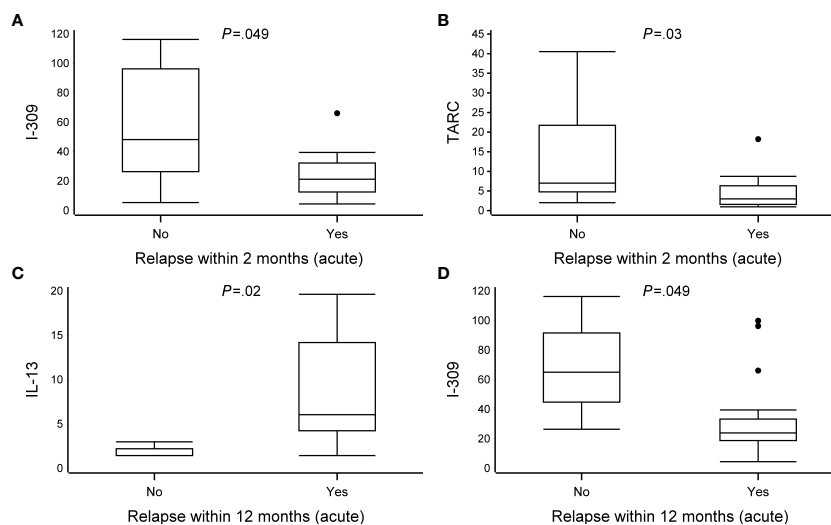 A
P=.049
I-309
120
100
80
60
40
20
0
No
Yes
Relapse within 2 months (acute)
B
P=.03
TARC
45
40
35
30
25
20
15
10
5
0
No
Yes
Relapse within 2 months (acute)
C
P=.02
IL-13
20
15
10
5
0
No
Yes
Relapse within 12 months (acute)
D
P=.049
I-309
120
100
80
60
40
20
0
No
Yes
Relapse within 12 months (acute)